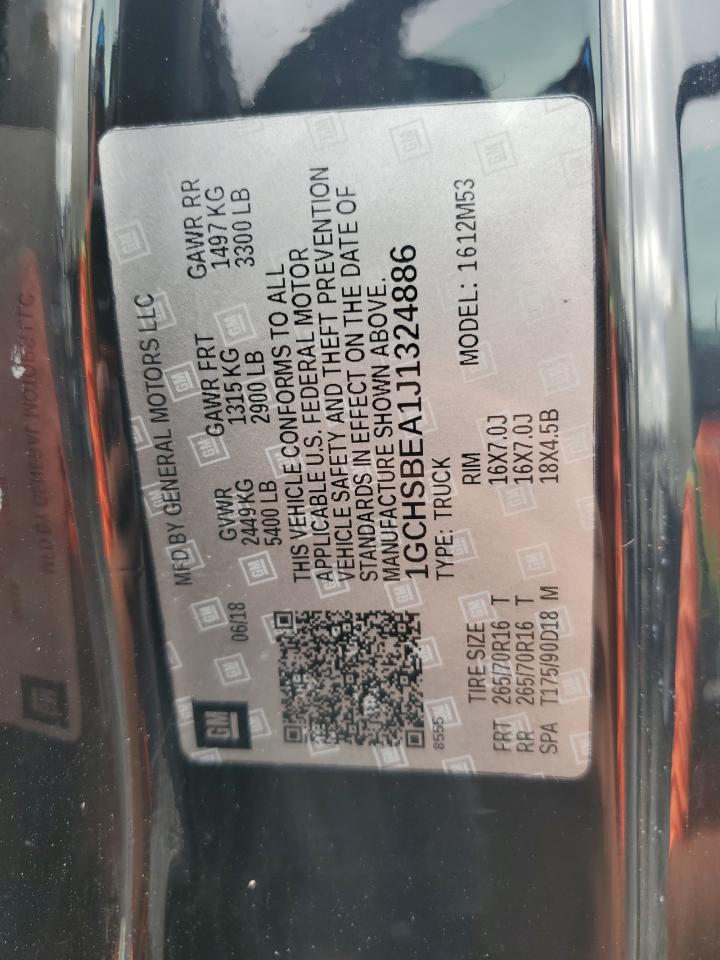 GM
MFD BY GENERAL MOTORS LLC
06/18
GVWR GAWR FRT GAWR RR
2449 KG 1315 KG 1497 KG
5400 LB 2900 LB 3300 LB
THIS VEHICLE CONFORMS TO ALL
APPLICABLE U.S. FEDERAL MOTOR
VEHICLE SAFETY AND THEFT PREVENTION
STANDARDS IN EFFECT ON THE DATE OF
MANUFACTURE SHOWN ABOVE.
1GCHSBEA1J1324886
8555 TYPE: TRUCK MODEL: 1612M53
TIRE SIZE RIM
FRT 265/70R16 T 16X7.0J
RR 265/70R16 T 16X7.0J
SPA T175/90D18 M 18X4.5B